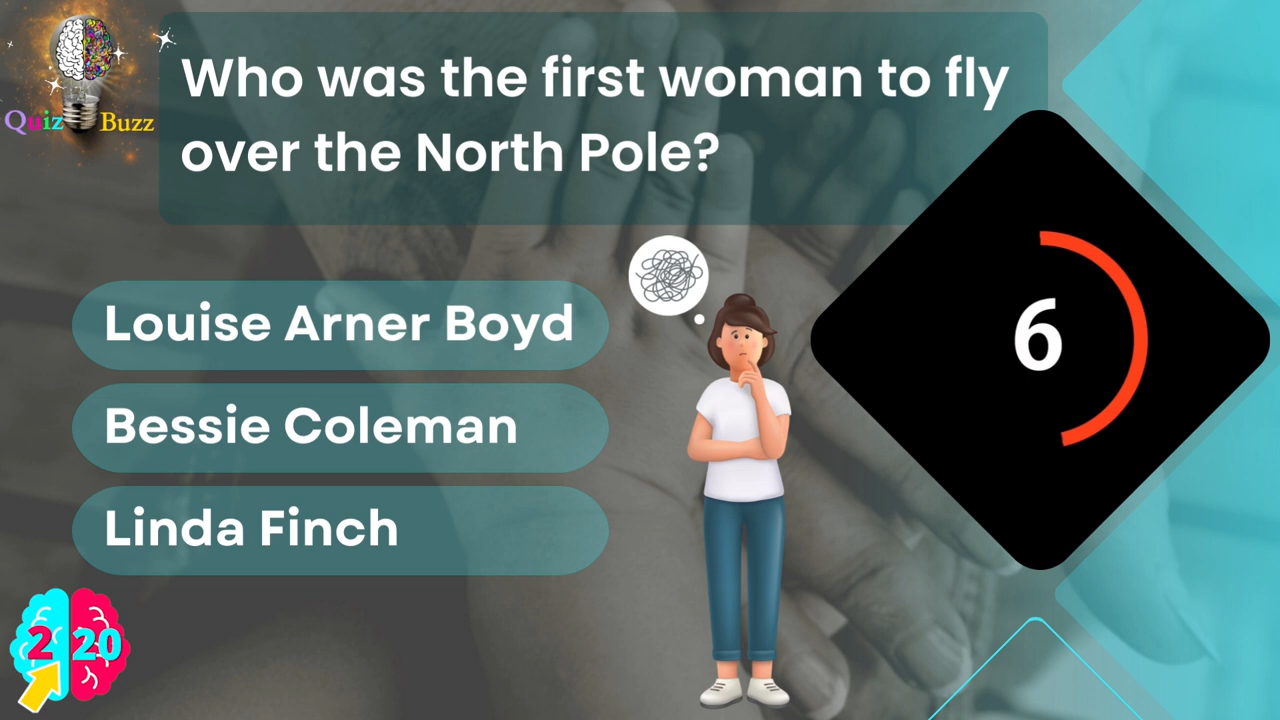 Quiz Buzz
Who was the first woman to fly
over the North Pole?
6
Louise Arner Boyd
Bessie Coleman
Linda Finch
2 20